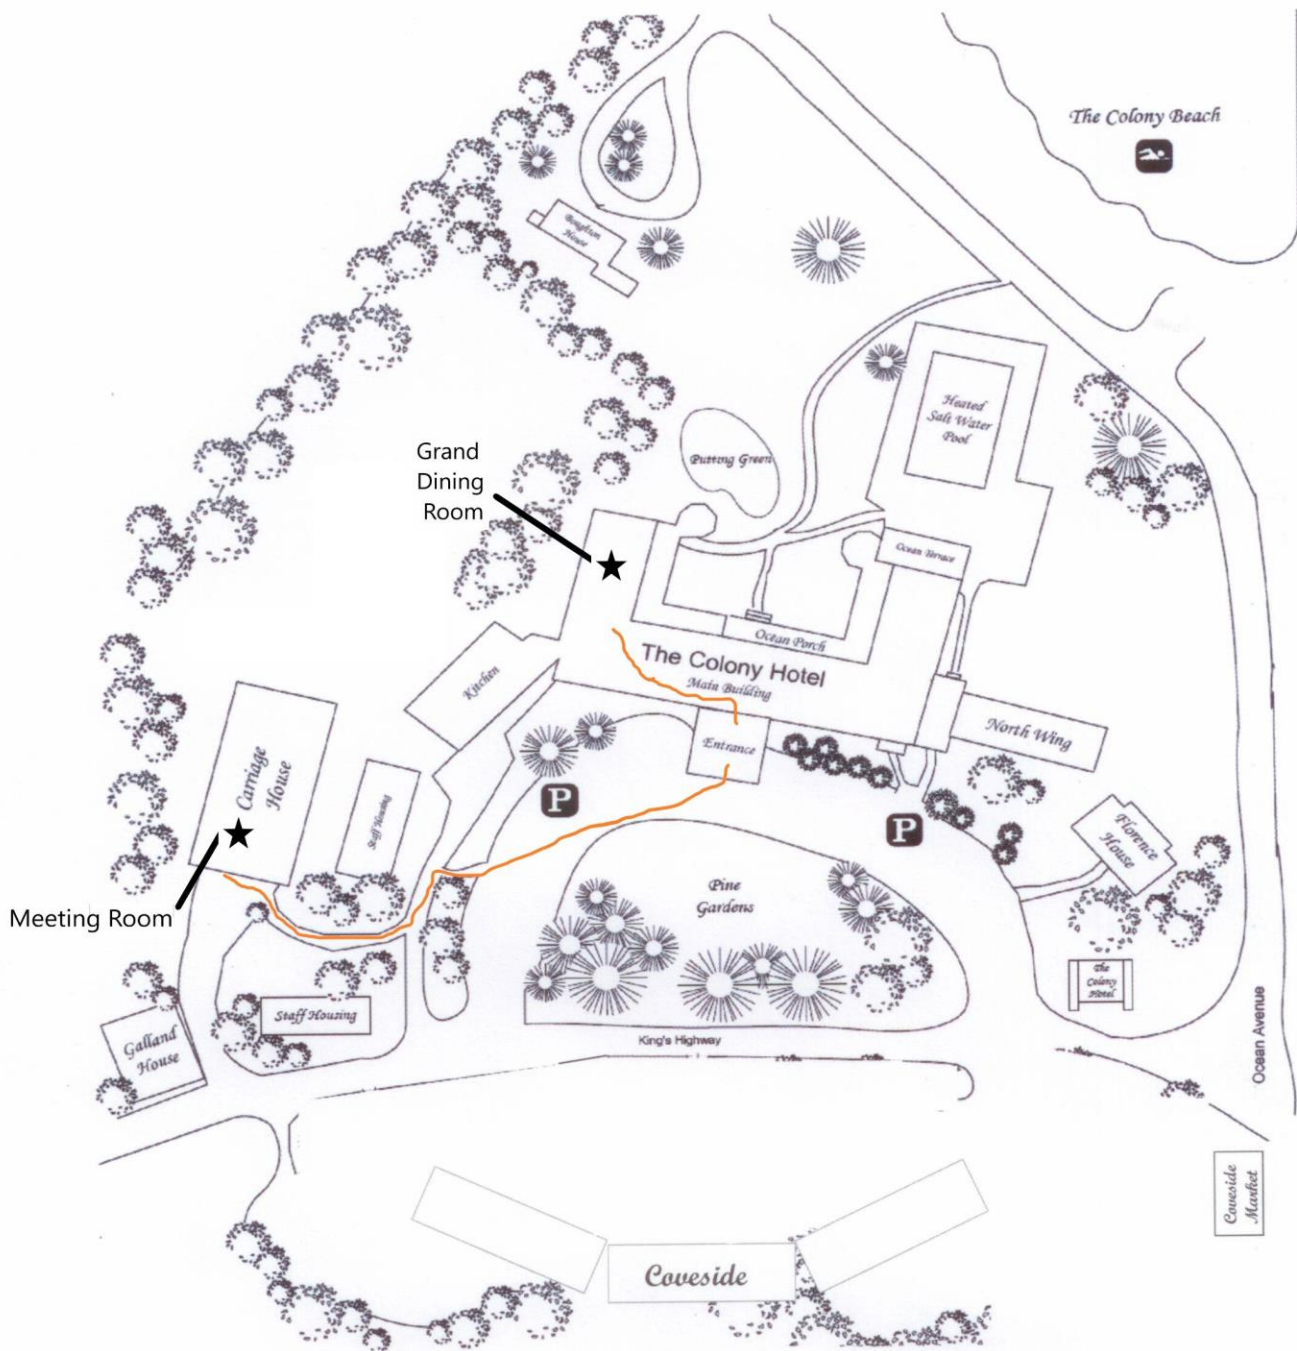 The Colony Beach
Boughton
House
Heated
Salt Water
Pool
Putting Green
Grand
Dining
Room
Ocean Terrace
Ocean Porch
The Colony Hotel
Main Building
Kitchen
North Wing
Entrance
Carriage
House
Staff Housing
P
P
Florence
House
Meeting Room
Pine
Gardens
The
Colony
Hotel
Staff Housing
Galland
House
King's Highway
Ocean Avenue
Coveside
Market
Coveside